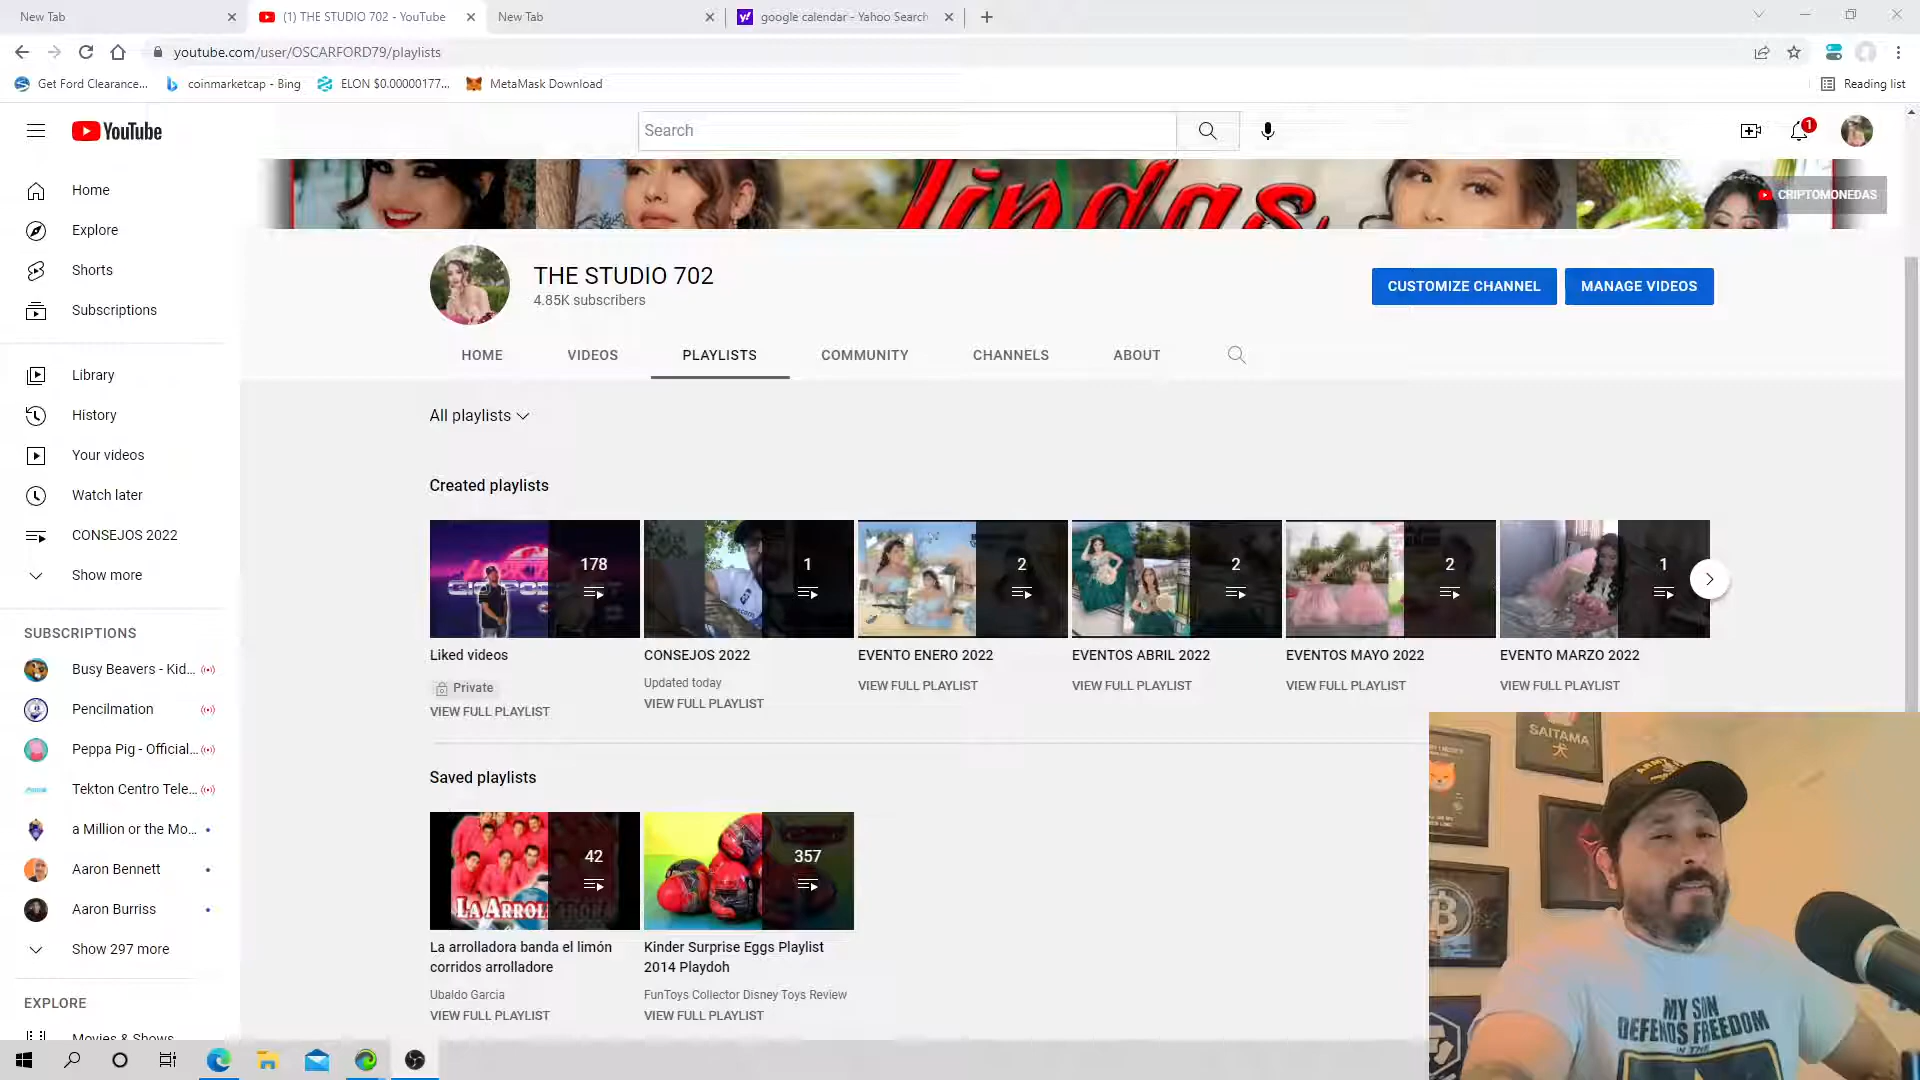 New Tab
(1) THE STUDIO 702 - YouTube
New Tab
google calendar - Yahoo Search
youtube.com/user/OSCARFORD79/playlists
Get Ford Clearance...
coinmarketcap - Bing
ELON $0.00000177...
MetaMask Download
Reading list
YouTube
Search
1
Home
Explore
Shorts
Subscriptions
Library
History
Your videos
Watch later
CONSEJOS 2022
Show more
SUBSCRIPTIONS
Busy Beavers - Kid...
Pencilmation
Peppa Pig - Official...
Tekton Centro Tele...
a Million or the Mo...
Aaron Bennett
Aaron Burriss
Show 297 more
EXPLORE
Movies & Shows
lindas
CRIPTOMONEDAS
THE STUDIO 702
4.85K subscribers
CUSTOMIZE CHANNEL
MANAGE VIDEOS
HOME
VIDEOS
PLAYLISTS
COMMUNITY
CHANNELS
ABOUT
All playlists
Created playlists
178
1
2
2
2
1
Liked videos
Private
VIEW FULL PLAYLIST
CONSEJOS 2022
Updated today
VIEW FULL PLAYLIST
EVENTO ENERO 2022
VIEW FULL PLAYLIST
EVENTOS ABRIL 2022
VIEW FULL PLAYLIST
EVENTOS MAYO 2022
VIEW FULL PLAYLIST
EVENTO MARZO 2022
VIEW FULL PLAYLIST
Saved playlists
42
LA ARROL
357
La arrolladora banda el limón
corridos arrolladore
Ubaldo Garcia
VIEW FULL PLAYLIST
Kinder Surprise Eggs Playlist
2014 Playdoh
FunToys Collector Disney Toys Review
VIEW FULL PLAYLIST
SAITAMA
MY SON
DEFENDS FREEDOM
IN THE